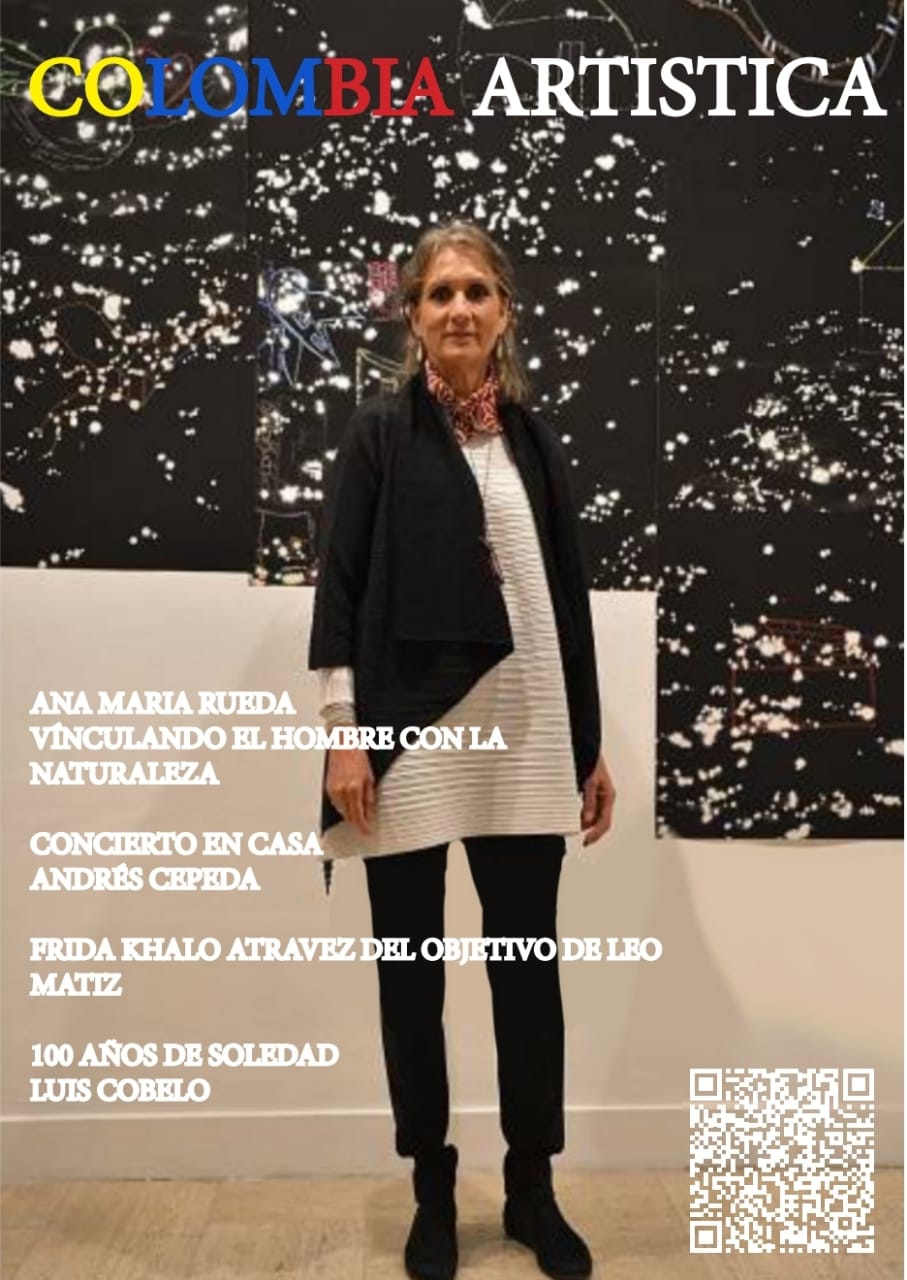 COLOMBIA ARTISTICA
ANA MARIA RUEDA
VÍNCULANDO EL HOMBRE CON LA
NATURALEZA
CONCIERTO EN CASA
ANDRÉS CEPEDA
FRIDA KHALO ATRAVEZ DEL OBJETIVO DE LEO
MATIZ
100 AÑOS DE SOLEDAD
LUIS COBELO